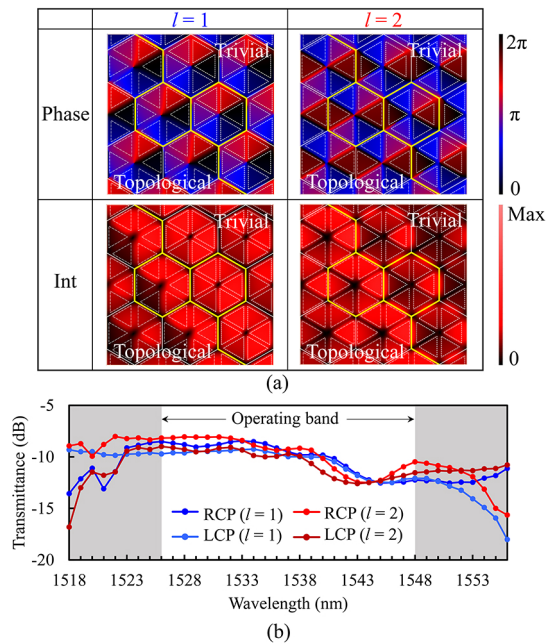 l = 1 l = 2
Phase Trivial Topological Trivial Topological 2π π 0
Int Trivial Topological Trivial Topological Max 0
(a)
-5 -10 -15 -20
Transmittance (dB)
Operating band
RCP (l = 1) RCP (l = 2)
LCP (l = 1) LCP (l = 2)
1518 1523 1528 1533 1538 1543 1548 1553
Wavelength (nm)
(b)